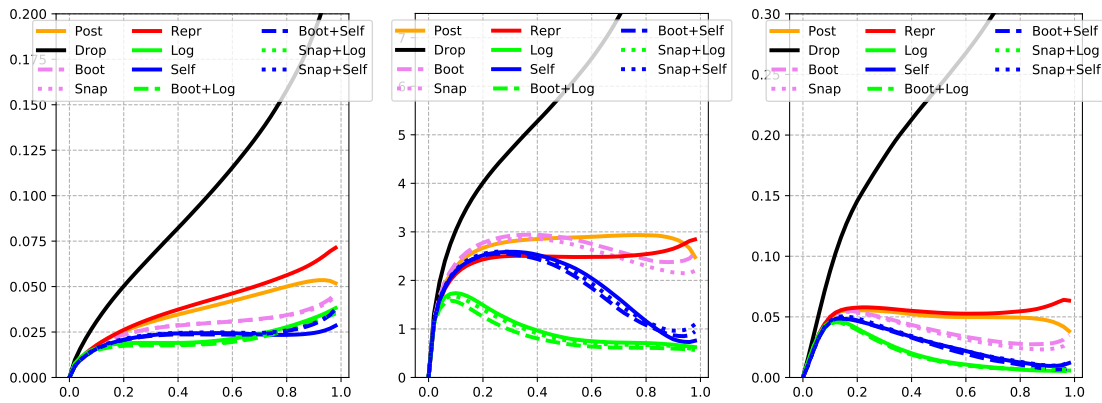 0.200
0.175
0.150
0.125
0.100
0.075
0.050
0.025
0.000
0.0 0.2 0.4 0.6 0.8 1.0
Post Repr Boot+Self
Drop Log Snap+Log
Boot Self Snap+Self
Snap Boot+Log
7
6
5
4
3
2
1
0
0.0 0.2 0.4 0.6 0.8 1.0
Post Repr Boot+Self
Drop Log Snap+Log
Boot Self Snap+Self
Snap Boot+Log
0.30
0.25
0.20
0.15
0.10
0.05
0.00
0.0 0.2 0.4 0.6 0.8 1.0
Post Repr Boot+Self
Drop Log Snap+Log
Boot Self Snap+Self
Snap Boot+Log